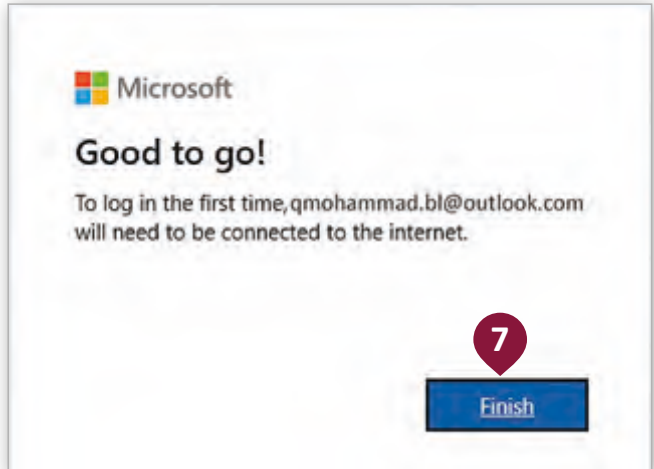 Microsoft
Good to go!
To log in the first time,qmohammad.bl@outlook.com
will need to be connected to the internet.
7
Finish